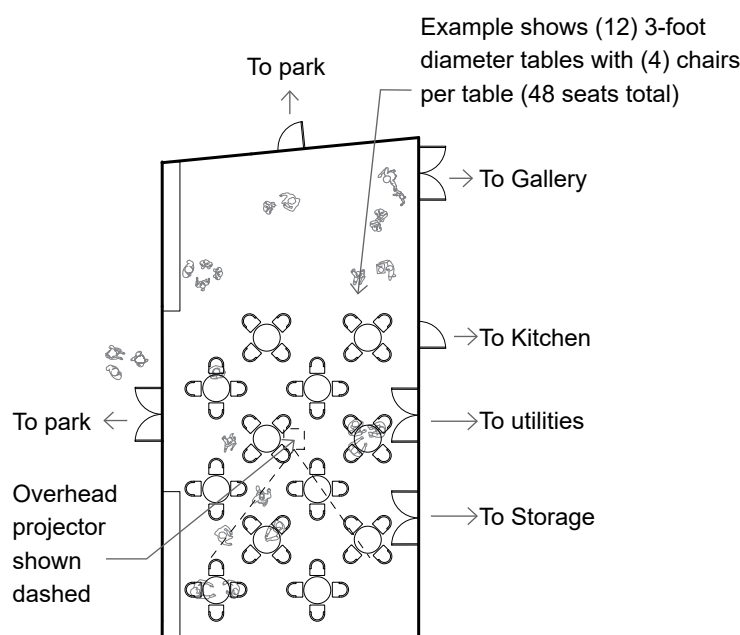 Example shows (12) 3-foot
diameter tables with (4) chairs
per table (48 seats total)
To park
To Gallery
To Kitchen
To park
To utilities
Overhead
projector
shown
dashed
To Storage